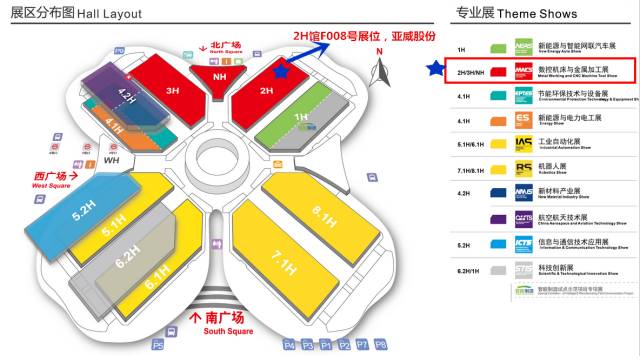 展区分布图 Hall Layout
2H馆F008号展位，亚威股份
北广场
North Square
N
P0
NH
3H
2H
4.2H
4.1H
1H
WH
西广场
West Square
5.2H
5.1H
6.2H
6.1H
8.1H
7.1H
南广场
South Square
P5
P4 P3 P1 P2 P7 P8
专业展 Theme Shows
1H NERS 新能源与智能网联汽车展
New Energy Auto Show
2H/3H/NH MWCS 数控机床与金属加工展
Metal Working and CNC Machine Tool Show
4.1H EPTES 节能环保技术与设备展
4.1H ES 新能源与电力电工展
Energy Show
5.1H/6.1H IAS 工业自动化展
Industrial Automation Show
7.1H/8.1H RS 机器人展
Robotics Show
4.2H NMIS 新材料产业展
New Material Industry Show
航空航天技术展
China Aerospace and Aviation Technology Show
5.2H ICTS 信息与通信技术应用展
Information & Communication Technology Show
6.2H/1H STIS 科技创新展
Scientific & Technological Innovation Show
智能制造试点示范项目专项展